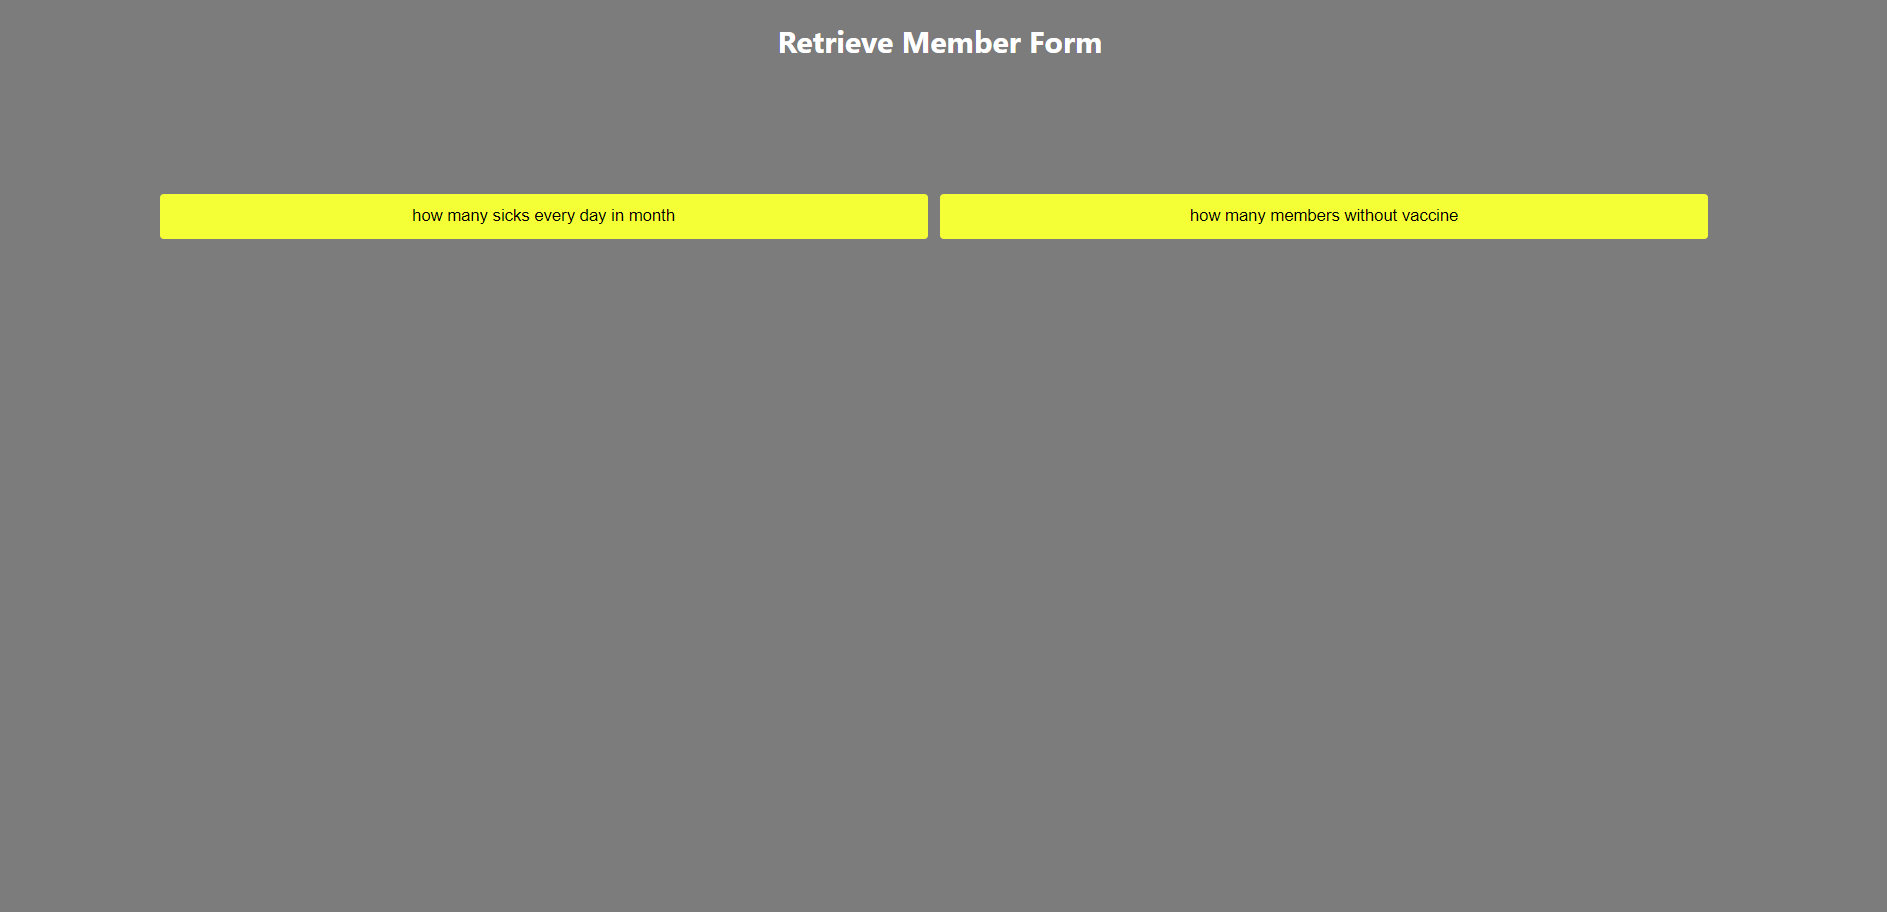 Retrieve Member Form
how many sicks every day in month
how many members without vaccine